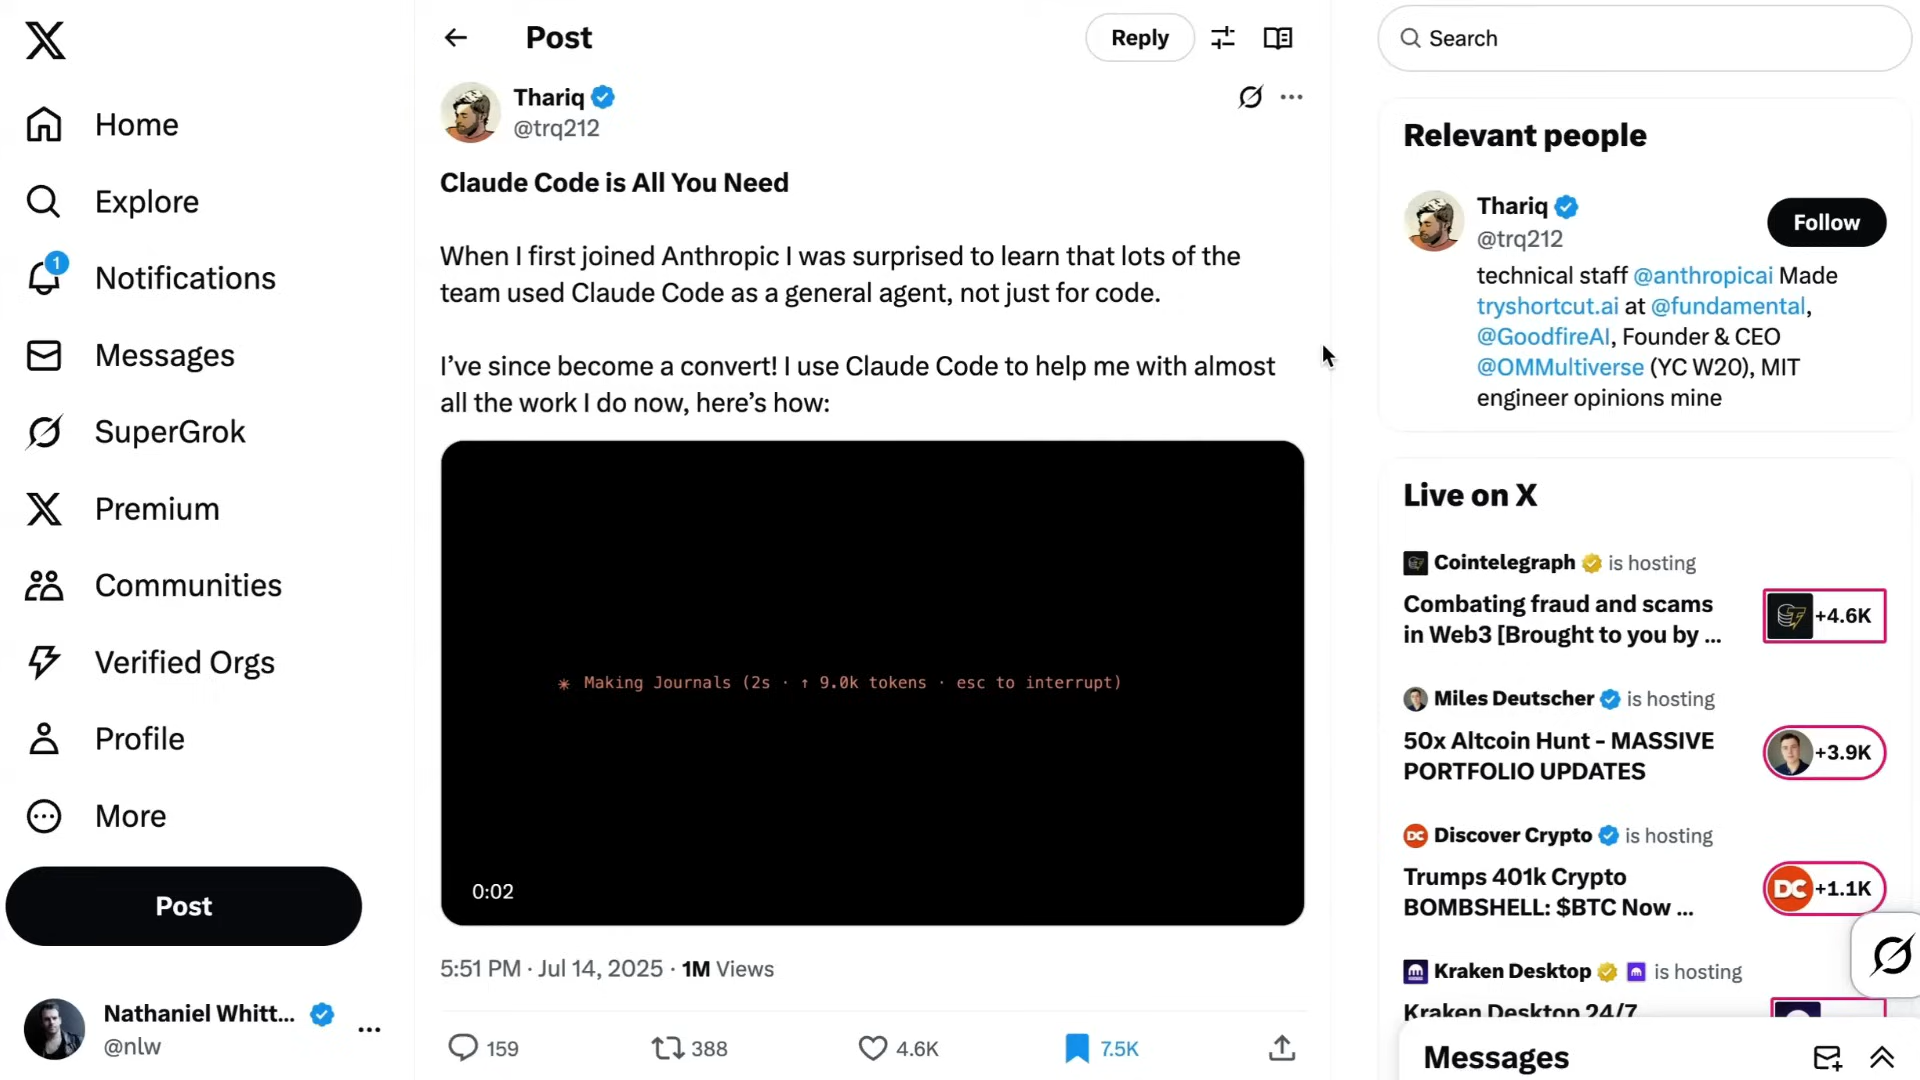 Home
Explore
1
Notifications
Messages
SuperGrok
Premium
Communities
Verified Orgs
Profile
More
Post
Nathaniel Whitt...
@nlw
Post
Reply
Thariq
@trq212
Claude Code is All You Need
When I first joined Anthropic I was surprised to learn that lots of the
team used Claude Code as a general agent, not just for code.
I’ve since become a convert! I use Claude Code to help me with almost
all the work I do now, here’s how:
✳ Making Journals (2s · ↑ 9.0k tokens · esc to interrupt)
0:02
5:51 PM · Jul 14, 2025 · 1M Views
159
388
4.6K
7.5K
Search
Relevant people
Thariq
@trq212
Follow
technical staff @anthropicai Made
tryshortcut.ai at @fundamental,
@GoodfireAI, Founder & CEO
@OMMultiverse (YC W20), MIT
engineer opinions mine
Live on X
Cointelegraph is hosting
Combating fraud and scams
in Web3 [Brought to you by ...
+4.6K
Miles Deutscher is hosting
50x Altcoin Hunt - MASSIVE
PORTFOLIO UPDATES
+3.9K
DC Discover Crypto is hosting
Trumps 401k Crypto
BOMBSHELL: $BTC Now ...
DC +1.1K
Kraken Desktop is hosting
Kraken Desktop 24/7
Messages